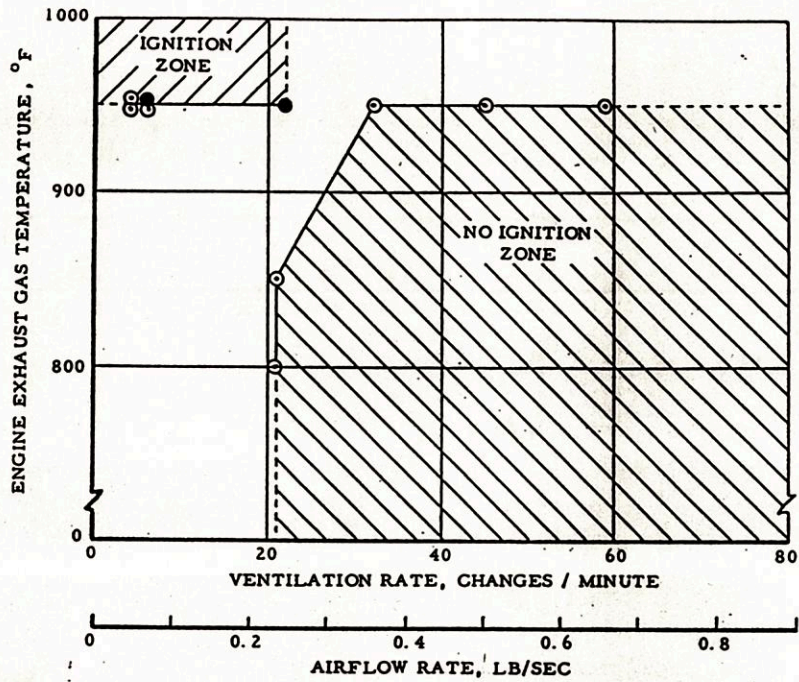 1000
IGNITION
ZONE
900
NO IGNITION
ZONE
800
0
ENGINE EXHAUST GAS TEMPERATURE, °F
0 20 40 60 80
VENTILATION RATE, CHANGES / MINUTE
0 0.2 0.4 0.6 0.8
AIRFLOW RATE, LB/SEC